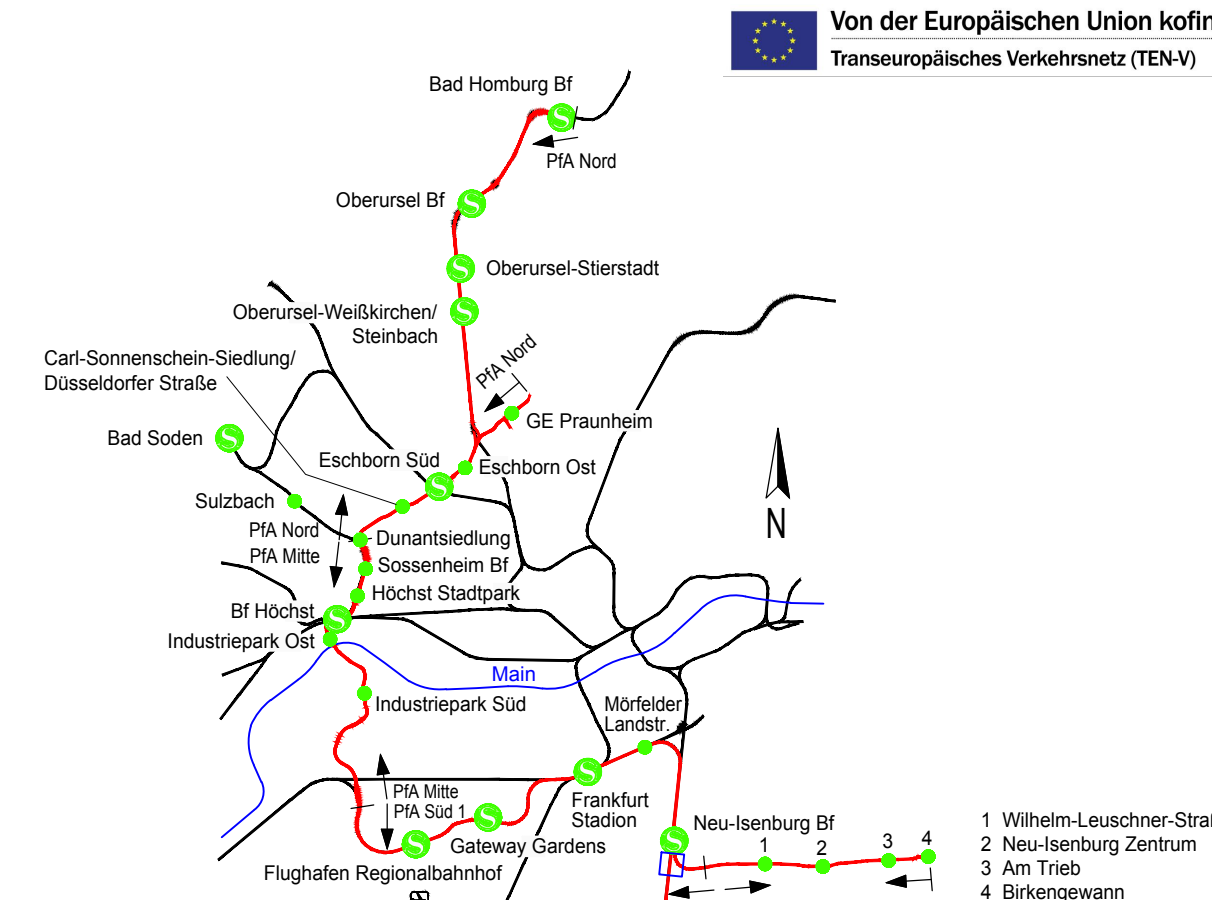 Von der Europäischen Union kofin
Transeuropäisches Verkehrsnetz (TEN-V)
Bad Homburg Bf
PfA Nord
Oberursel Bf
Oberursel-Stierstadt
Oberursel-Weißkirchen/
Steinbach
PfA Nord
Carl-Sonnenschein-Siedlung/
Düsseldorfer Straße
GE Praunheim
Bad Soden
Eschborn Süd
Eschborn Ost
Sulzbach
PfA Nord
PfA Mitte
Dunantsiedlung
Sossenheim Bf
Höchst Stadtpark
Bf Höchst
Industriepark Ost
N
Main
Industriepark Süd
Mörfelder
Landstr.
PfA Mitte
PfA Süd 1
Frankfurt
Stadion
Gateway Gardens
Flughafen Regionalbahnhof
Neu-Isenburg Bf
1
2
3
4
1 Wilhelm-Leuschner-Straß
2 Neu-Isenburg Zentrum
3 Am Trieb
4 Birkengewann